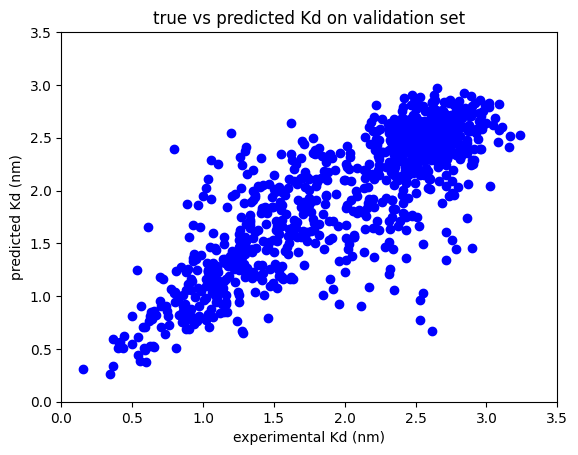 true vs predicted Kd on validation set
3.5
3.0
2.5
2.0
1.5
1.0
0.5
0.0
predicted Kd (nm)
0.0 0.5 1.0 1.5 2.0 2.5 3.0 3.5
experimental Kd (nm)